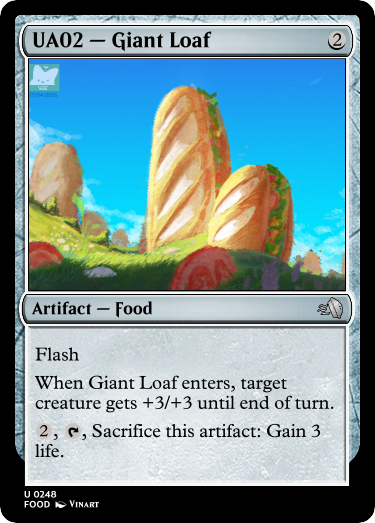 UA02 — Giant Loaf 2
Artifact — Food
Flash
When Giant Loaf enters, target
creature gets +3/+3 until end of turn.
2, , Sacrifice this artifact: Gain 3
life.
U 0248
FOOD VINART